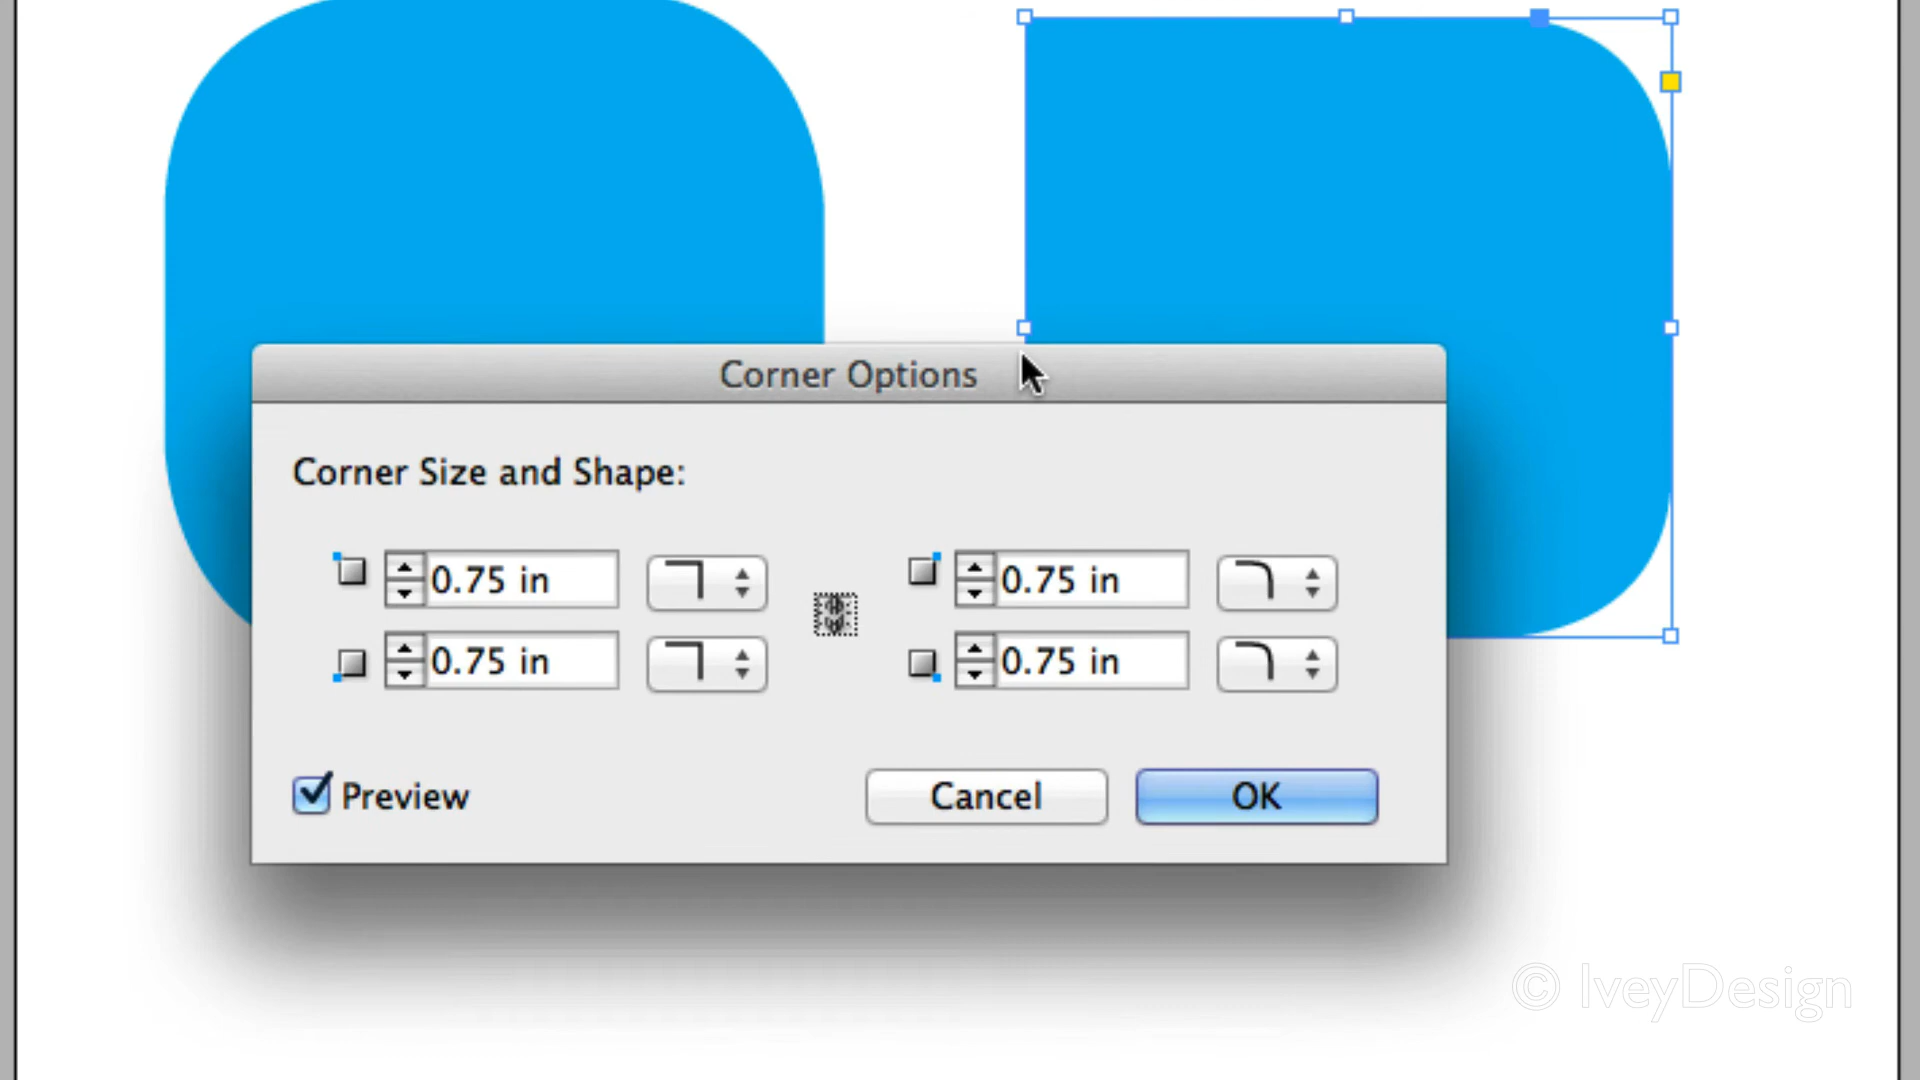 Corner Options
Corner Size and Shape:
0.75 in
0.75 in
0.75 in
0.75 in
Preview
Cancel
OK
© IveyDesign